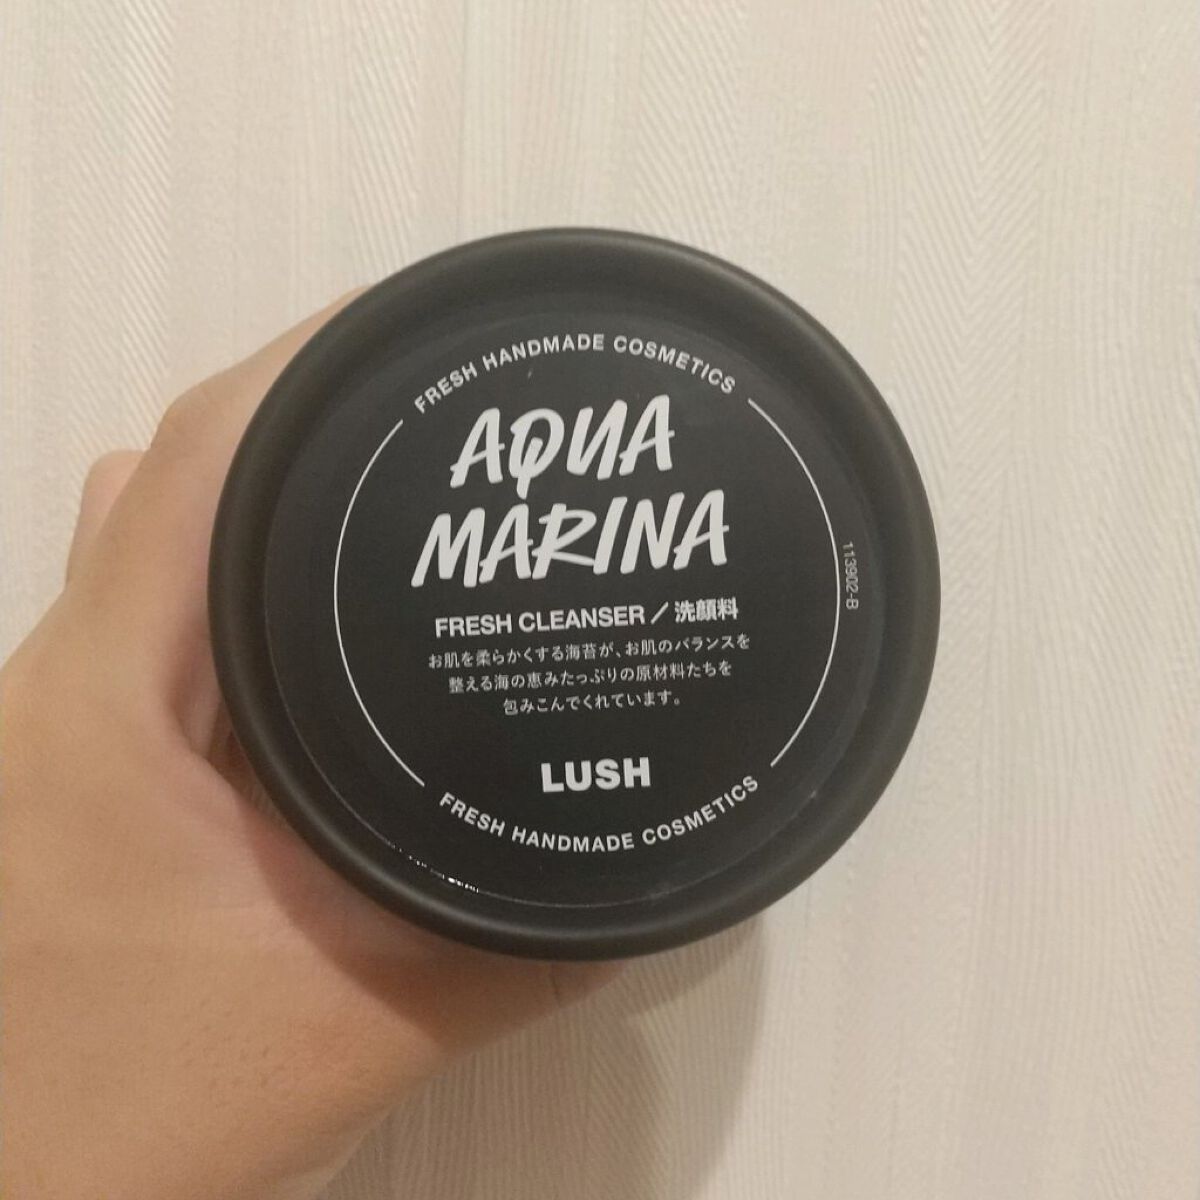 FRESH HANDMADE COSMETICS
AQUA
MARINA
FRESH CLEANSER／洗顔料
お肌を柔らかくする海苔が、お肌のバランスを
整える海の恵みたっぷりの原材料たちを
包みこんでくれています。
LUSH
FRESH HANDMADE COSMETICS
113902-B